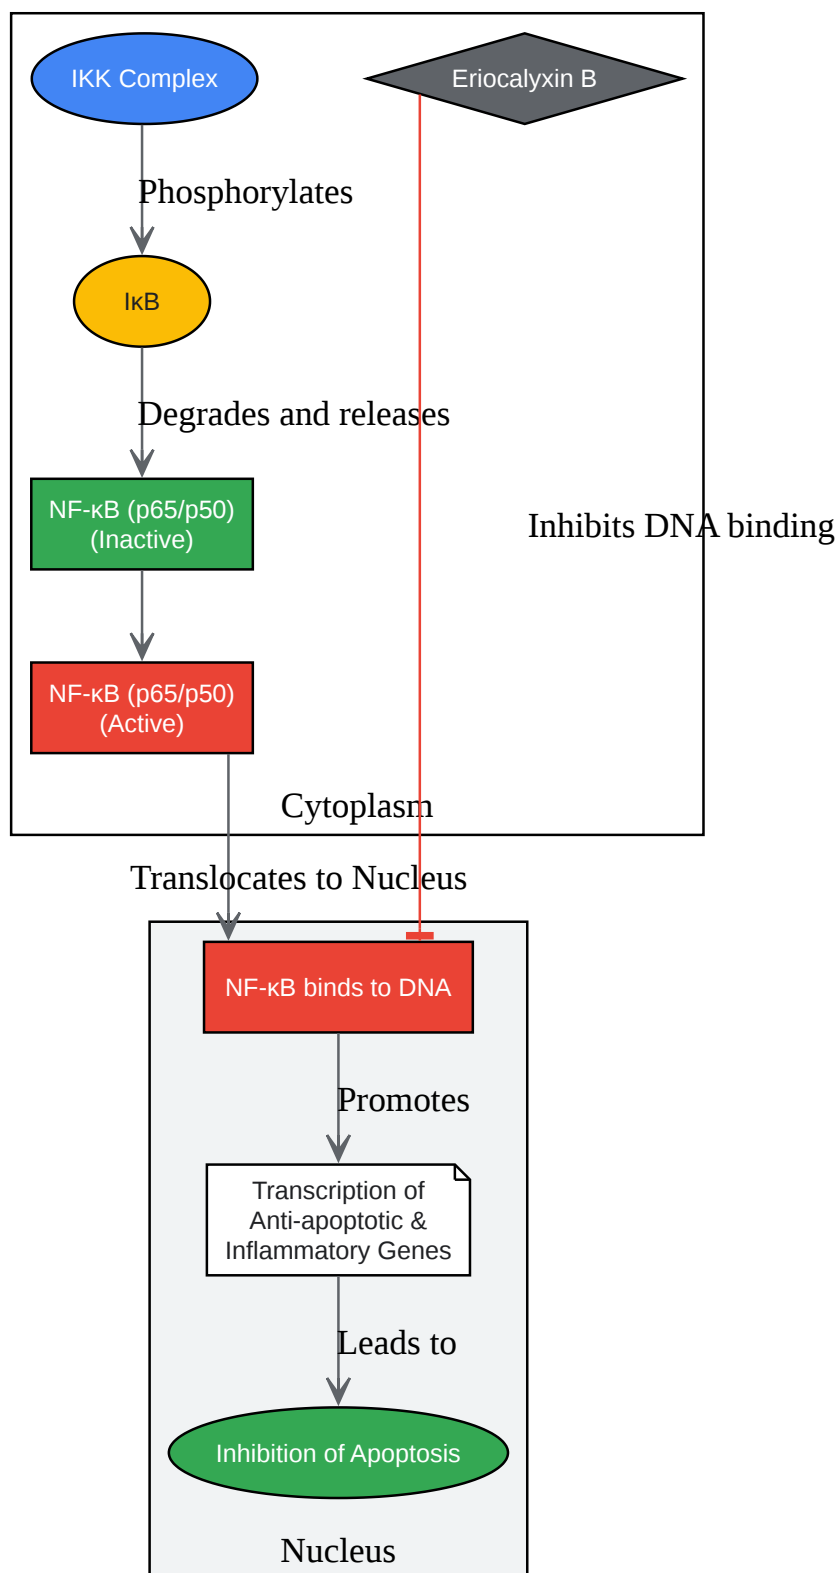 IKK Complex
Eriocalyxin B
Phosphorylates
IκB
Degrades and releases
NF-κB (p65/p50)
(Inactive)
Inhibits DNA binding
NF-κB (p65/p50)
(Active)
Cytoplasm
Translocates to Nucleus
NF-κB binds to DNA
Promotes
Transcription of
Anti-apoptotic &
Inflammatory Genes
Leads to
Inhibition of Apoptosis
Nucleus